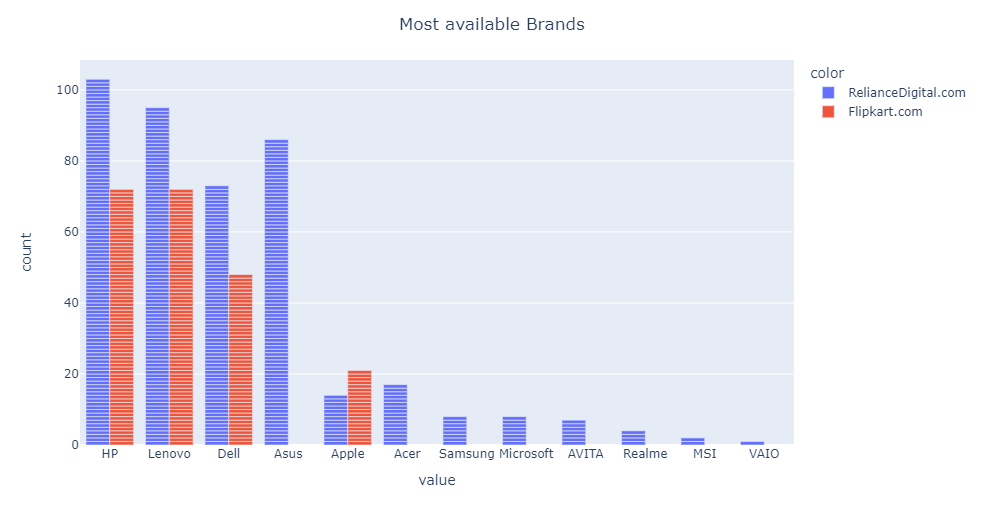 Most available Brands
color
RelianceDigital.com
Flipkart.com
count
100
80
60
40
20
0
HP Lenovo Dell Asus Apple Acer Samsung Microsoft AVITA Realme MSI VAIO
value